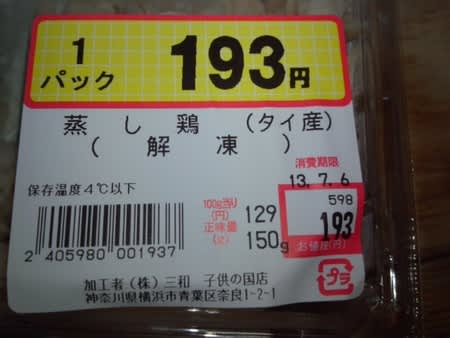 1
パック
193円
蒸し鶏 (タイ産)
(解凍)
消費期限
13.7.6
保存温度4℃以下
100g当り
(円) 129
正味量
(g) 150g
598
193
お値段(円)
2 405980 001937
プラ
加工者(株)三和 子供の国店
神奈川県横浜市青葉区奈良1-2-1